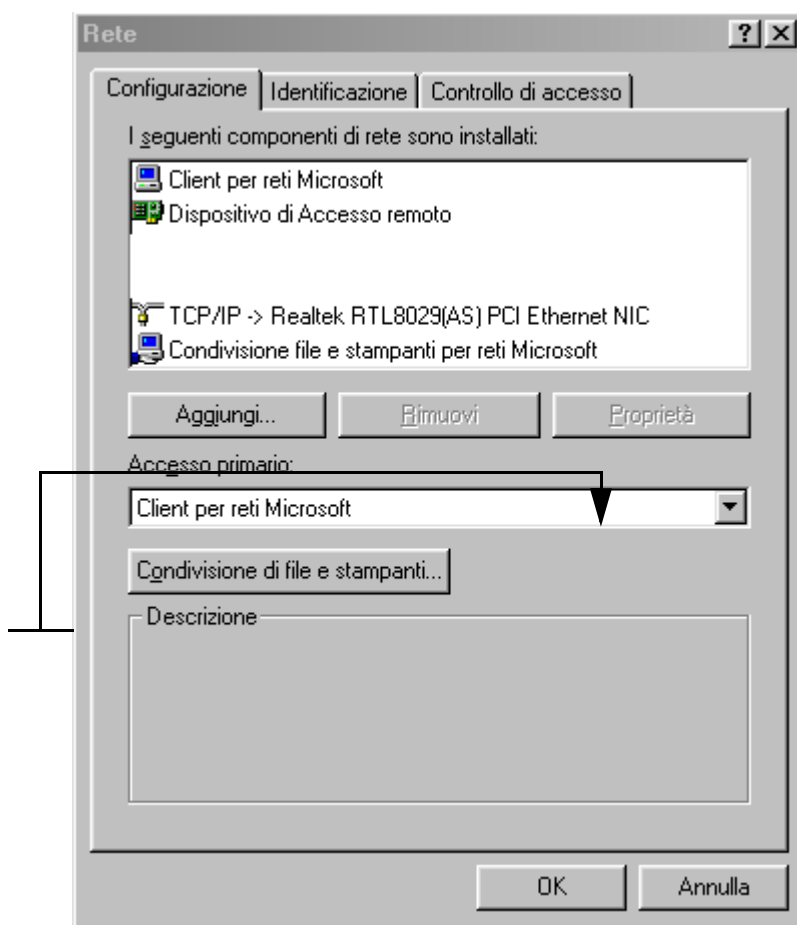 Rete
Configurazione Identificazione Controllo di accesso
I seguenti componenti di rete sono installati:
Client per reti Microsoft
Dispositivo di Accesso remoto
TCP/IP -> Realtek RTL8029(AS) PCI Ethernet NIC
Condivisione file e stampanti per reti Microsoft
Aggiungi... Rimuovi Proprietà
Accesso primario:
Client per reti Microsoft
Condivisione di file e stampanti...
Descrizione
OK Annulla